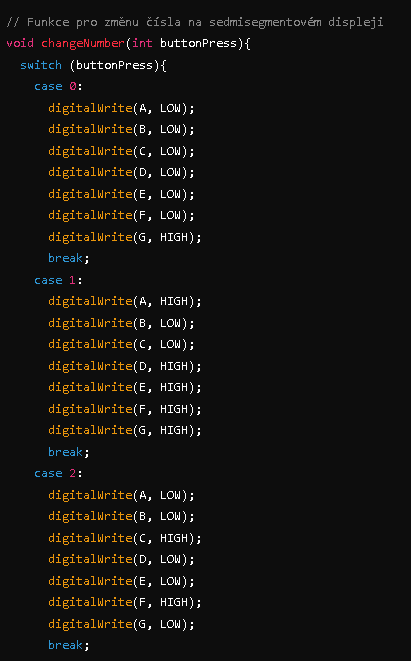 // Funkce pro změnu čísla na sedmisegmentovém displeji
void changeNumber(int buttonPress){
  switch (buttonPress){
    case 0:
      digitalWrite(A, LOW);
      digitalWrite(B, LOW);
      digitalWrite(C, LOW);
      digitalWrite(D, LOW);
      digitalWrite(E, LOW);
      digitalWrite(F, LOW);
      digitalWrite(G, HIGH);
      break;
    case 1:
      digitalWrite(A, HIGH);
      digitalWrite(B, LOW);
      digitalWrite(C, LOW);
      digitalWrite(D, HIGH);
      digitalWrite(E, HIGH);
      digitalWrite(F, HIGH);
      digitalWrite(G, HIGH);
      break;
    case 2:
      digitalWrite(A, LOW);
      digitalWrite(B, LOW);
      digitalWrite(C, HIGH);
      digitalWrite(D, LOW);
      digitalWrite(E, LOW);
      digitalWrite(F, HIGH);
      digitalWrite(G, LOW);
      break;